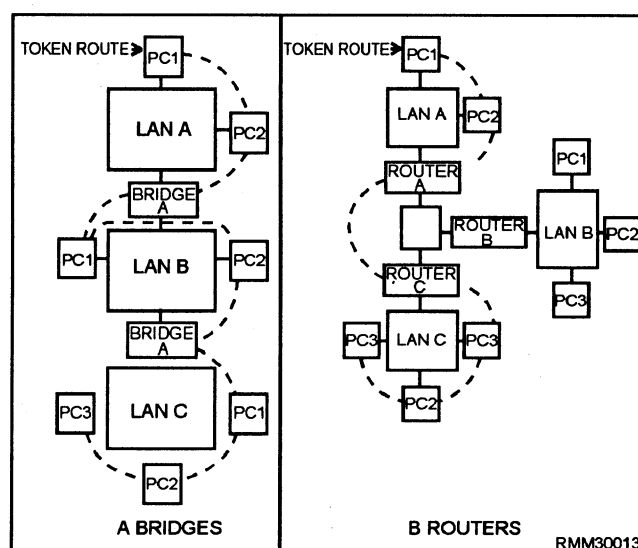 TOKEN ROUTE
PC1
LAN A
PC2
BRIDGE
A
PC1
LAN B
PC2
BRIDGE
A
PC3
LAN C
PC1
PC2
A BRIDGES
TOKEN ROUTE
PC1
LAN A
PC2
ROUTER
A
ROUTER
B
PC1
LAN B
PC2
PC3
ROUTER
C
PC3
LAN C
PC3
PC2
B ROUTERS
RMM30013